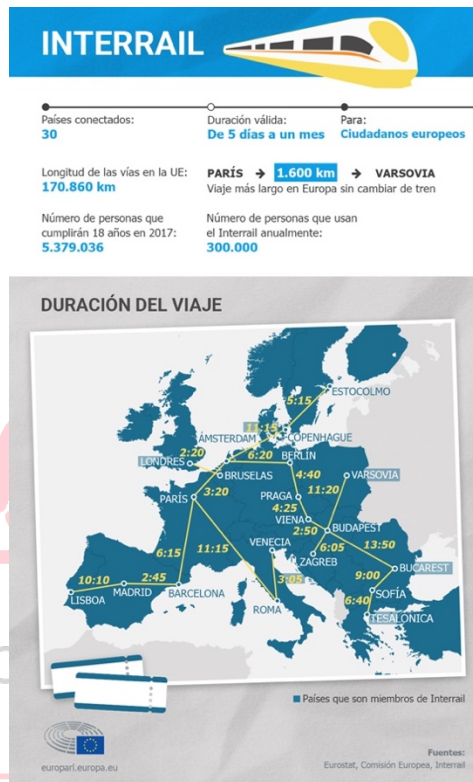 INTERRAIL
Países conectados:
30
Duración válida:
De 5 días a un mes
Para:
Ciudadanos europeos
Longitud de las vías en la UE:
170.860 km
PARÍS → 1.600 km → VARSOVIA
Viaje más largo en Europa sin cambiar de tren
Número de personas que
cumplirán 18 años en 2017:
5.379.036
Número de personas que usan
el Interrail anualmente:
300.000
DURACIÓN DEL VIAJE
5:15
ESTOCOLMO
11:15
ÁMSTERDAM
COPENHAGUE
2:20
6:20
BERLÍN
LONDRES
BRUSELAS
4:40
VARSOVIA
3:20
PRAGA
11:20
PARÍS
4:25
VIENA
2:50
BUDAPEST
VENECIA
6:05
13:50
6:15
11:15
ZAGREB
BUCAREST
3:05
9:00
10:10
2:45
SOFÍA
LISBOA
MADRID
BARCELONA
ROMA
6:40
TESALÓNICA
Países que son miembros de Interrail
europarl.europa.eu
Fuentes:
Eurostat, Comisión Europea, Interrail